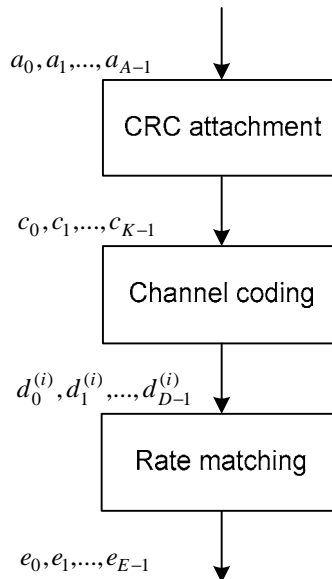 a_0, a_1,..., a_{A-1}
CRC attachment
c_0, c_1,..., c_{K-1}
Channel coding
d_0^{(i)}, d_1^{(i)},..., d_{D-1}^{(i)}
Rate matching
e_0, e_1,..., e_{E-1}